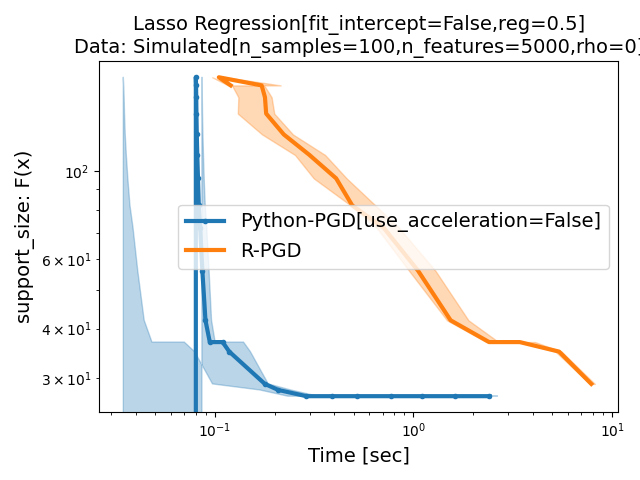 Lasso Regression[fit_intercept=False,reg=0.5]
Data: Simulated[n_samples=100,n_features=5000,rho=0]
support_size: F(x)
10²
6 × 10¹
4 × 10¹
3 × 10¹
Python-PGD[use_acceleration=False]
R-PGD
10⁻¹
10⁰
10¹
Time [sec]